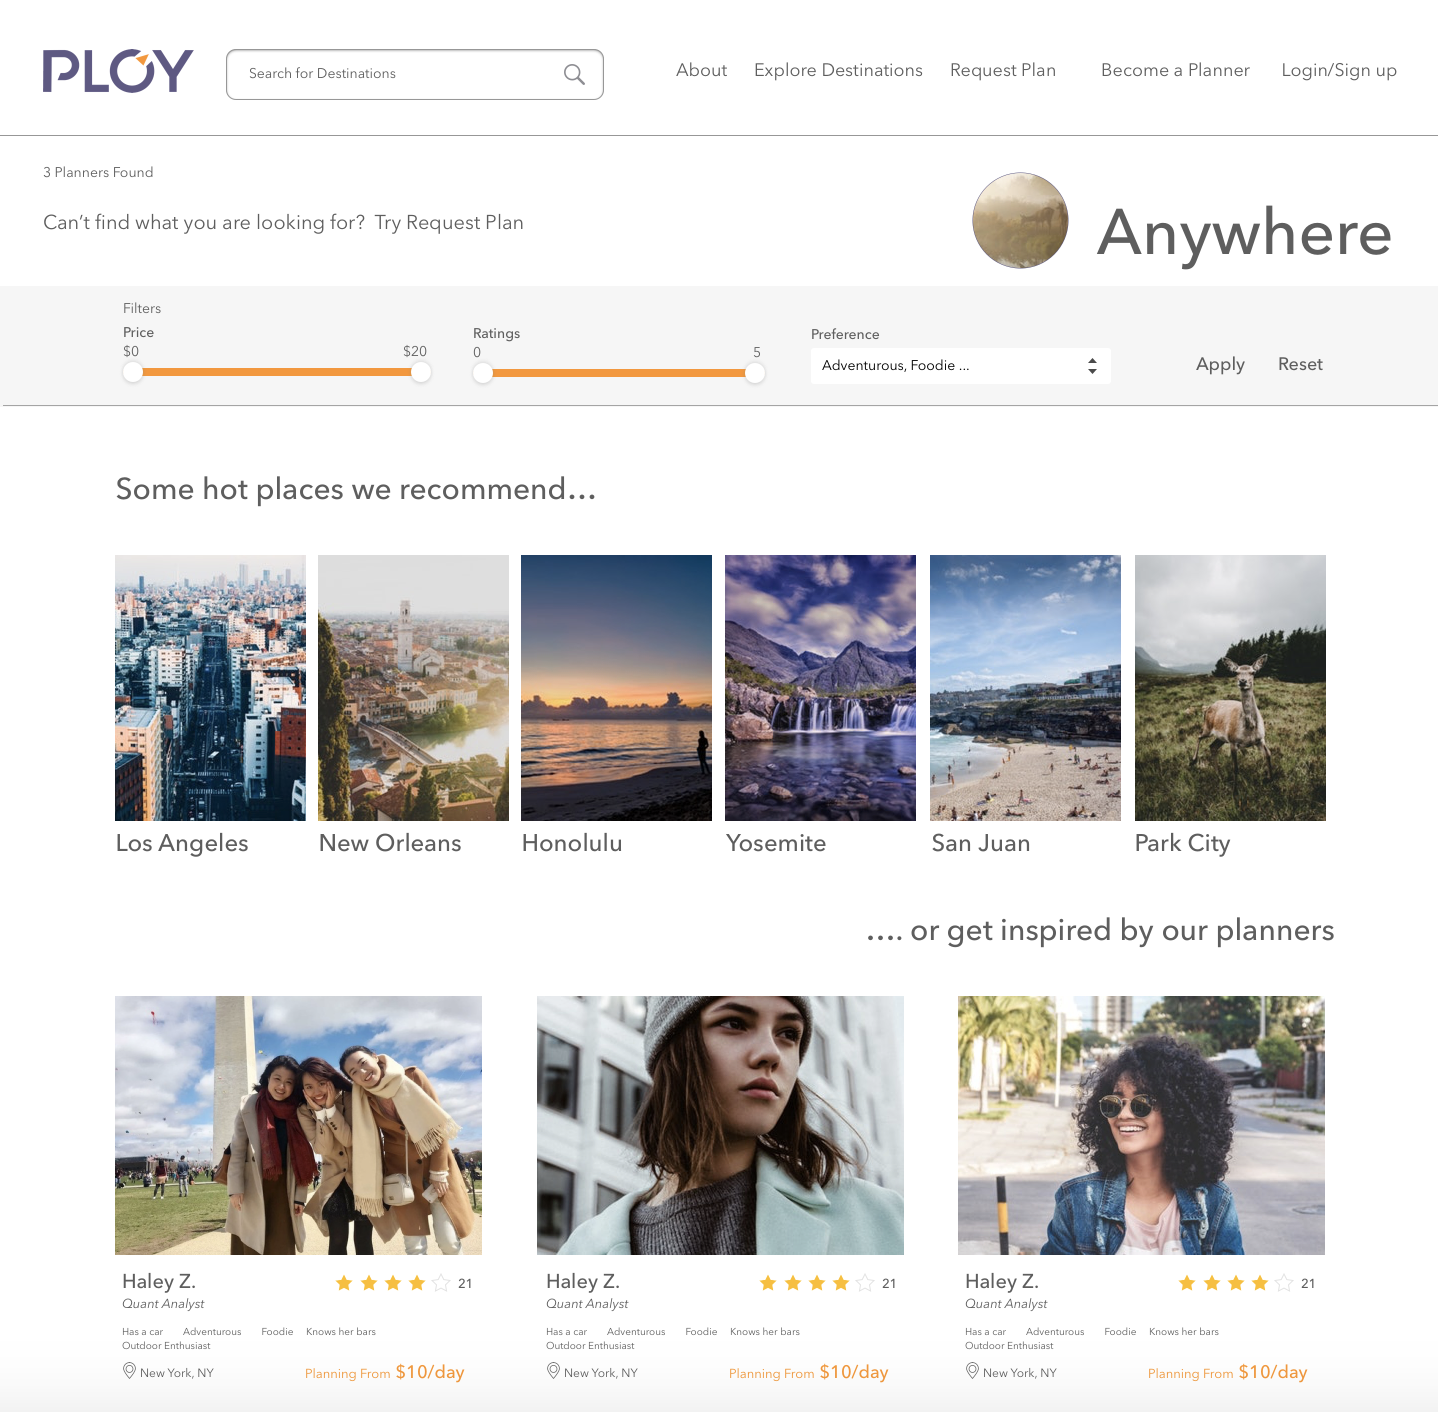 PLOY
Search for Destinations
About Explore Destinations Request Plan Become a Planner Login/Sign up
3 Planners Found
Can't find what you are looking for? Try Request Plan
Anywhere
Filters
Price
$0 $20
Ratings
0 5
Preference
Adventurous, Foodie ...
Apply Reset
Some hot places we recommend...
Los Angeles
New Orleans
Honolulu
Yosemite
San Juan
Park City
.... or get inspired by our planners
Haley Z. 21
Quant Analyst
Has a car Adventurous Foodie Knows her bars
Outdoor Enthusiast
New York, NY Planning From $10/day
Haley Z. 21
Quant Analyst
Has a car Adventurous Foodie Knows her bars
Outdoor Enthusiast
New York, NY Planning From $10/day
Haley Z. 21
Quant Analyst
Has a car Adventurous Foodie Knows her bars
Outdoor Enthusiast
New York, NY Planning From $10/day